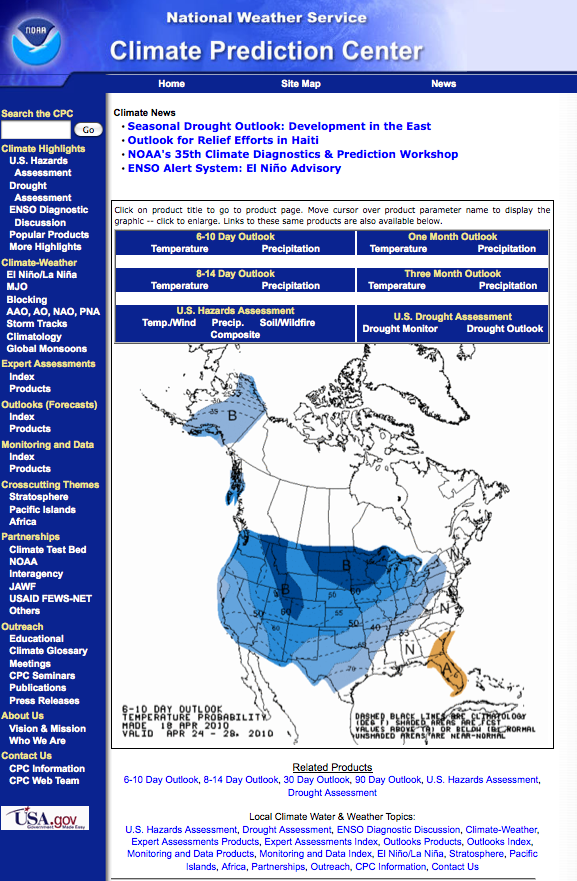 NOAA
National Weather Service
Climate Prediction Center
Home Site Map News
Search the CPC
Go
Climate Highlights
U.S. Hazards
Assessment
Drought
Assessment
ENSO Diagnostic
Discussion
Popular Products
More Highlights
Climate-Weather
El Niño/La Niña
MJO
Blocking
AAO, AO, NAO, PNA
Storm Tracks
Climatology
Global Monsoons
Expert Assessments
Index
Products
Outlooks (Forecasts)
Index
Products
Monitoring and Data
Index
Products
Crosscutting Themes
Stratosphere
Pacific Islands
Africa
Partnerships
Climate Test Bed
NOAA
Interagency
JAWF
USAID FEWS-NET
Others
Outreach
Educational
Climate Glossary
Meetings
CPC Seminars
Publications
Press Releases
About Us
Vision & Mission
Who We Are
Contact Us
CPC Information
CPC Web Team
USA.gov
Government Made Easy
Climate News
• Seasonal Drought Outlook: Development in the East
• Outlook for Relief Efforts in Haiti
• NOAA's 35th Climate Diagnostics & Prediction Workshop
• ENSO Alert System: El Niño Advisory
Click on product title to go to product page. Move cursor over product parameter name to display the
graphic -- click to enlarge. Links to these same products are also available below.
6-10 Day Outlook One Month Outlook
Temperature Precipitation Temperature Precipitation
8-14 Day Outlook Three Month Outlook
Temperature Precipitation Temperature Precipitation
U.S. Hazards Assessment
Temp./Wind Precip. Soil/Wildfire
Composite
U.S. Drought Assessment
Drought Monitor Drought Outlook
B
B
B
N
N
N
A
6-10 DAY OUTLOOK
TEMPERATURE PROBABILITY
MADE 18 APR 2010
VALID APR 24 - 28, 2010
DASHED BLACK LINES ARE CLIMATOLOGY
(DEG F) SHADED AREAS ARE FCST
VALUES ABOVE (A) OR BELOW (B) NORMAL
UNSHADED AREAS ARE NEAR-NORMAL
Related Products
6-10 Day Outlook, 8-14 Day Outlook, 30 Day Outlook, 90 Day Outlook, U.S. Hazards Assessment,
Drought Assessment
Local Climate Water & Weather Topics:
U.S. Hazards Assessment, Drought Assessment, ENSO Diagnostic Discussion, Climate-Weather,
Expert Assessments Products, Expert Assessments Index, Outlooks Products, Outlooks Index,
Monitoring and Data Products, Monitoring and Data Index, El Niño/La Niña, Stratosphere, Pacific
Islands, Africa, Partnerships, Outreach, CPC Information, Contact Us